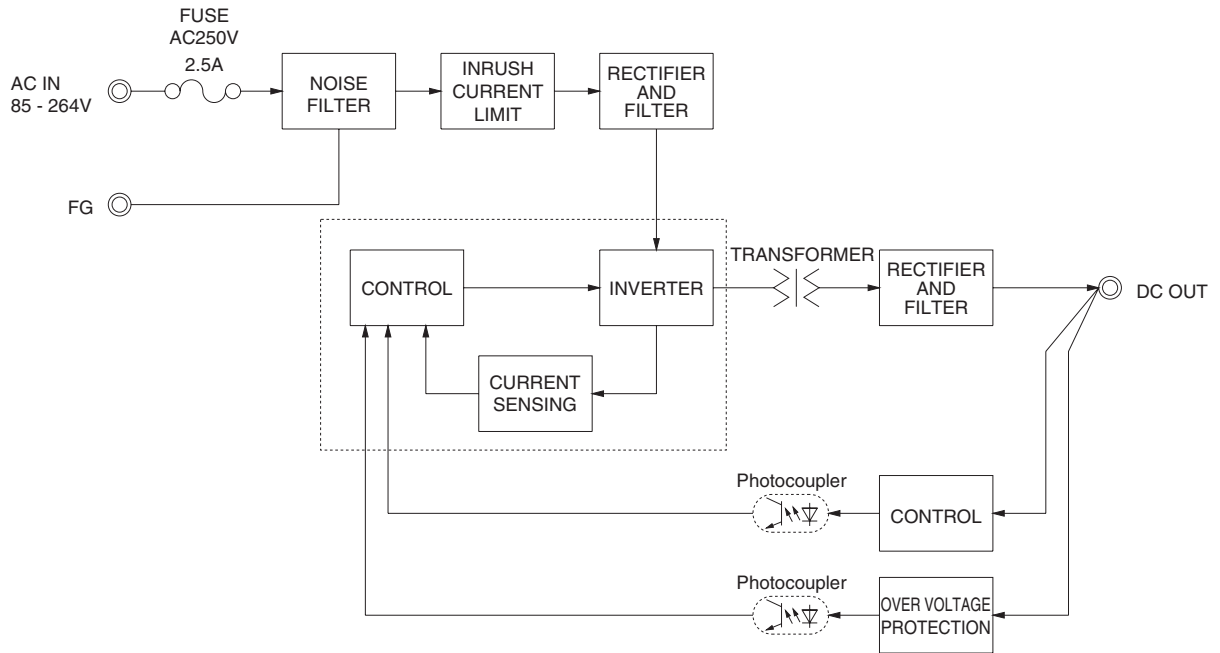 FUSE
AC250V
2.5A
AC IN
85 - 264V
NOISE
FILTER
INRUSH
CURRENT
LIMIT
RECTIFIER
AND
FILTER
FG
CONTROL
INVERTER
TRANSFORMER
RECTIFIER
AND
FILTER
DC OUT
CURRENT
SENSING
Photocoupler
CONTROL
Photocoupler
OVER VOLTAGE
PROTECTION